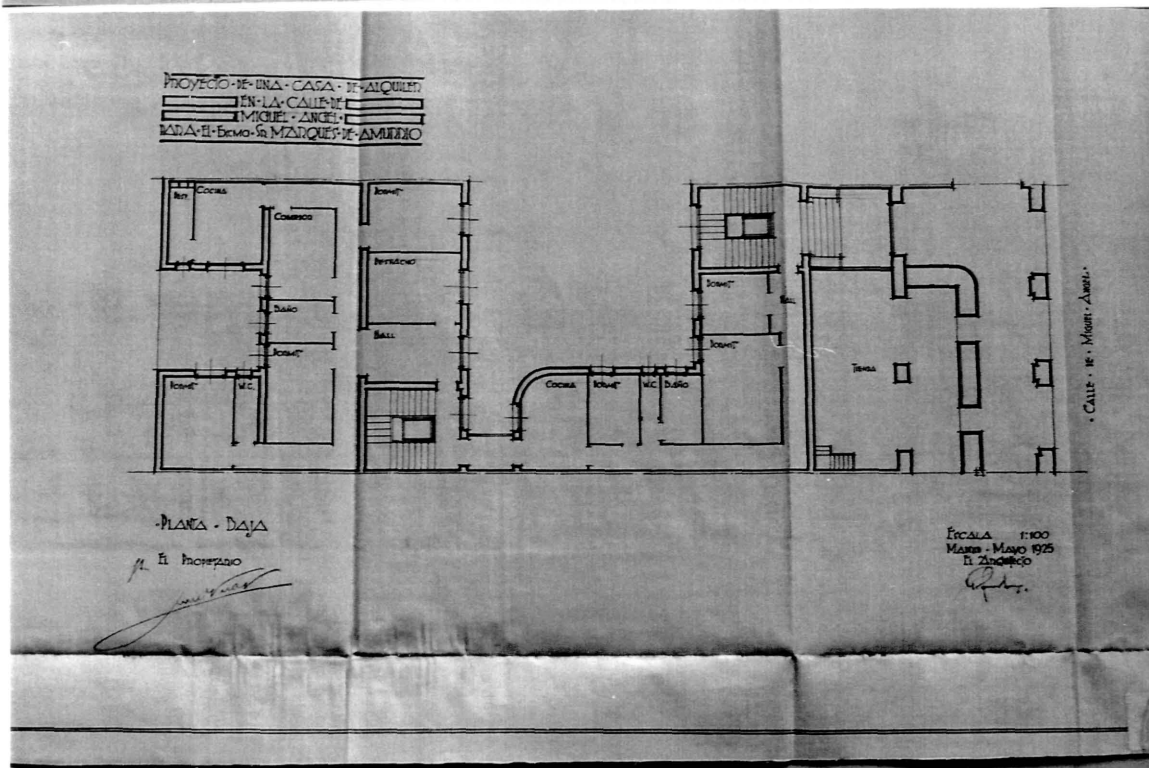 PROYECTO·DE·UNA·CASA·DE·ALQUILER
EN·LA·CALLE·DE
MIGUEL·ANGEL·
PARA·EL·EXCMO·SR MARQUES·DE·AMURRIO
COCINA
COMEDOR
DORMIT
DESPACHO
BAÑO
HALL
DORMIT
DORMIT
W.C.
COCINA
DORMIT
W.C.
BAÑO
DORMIT
HALL
DORMIT
TIENDA
·CALLE·DE·MIGUEL·ANGEL·
·PLANTA·BAJA
EL PROPIETARIO
ESCALA 1:100
MADRID·MAYO 1925
EL ARQUITECTO